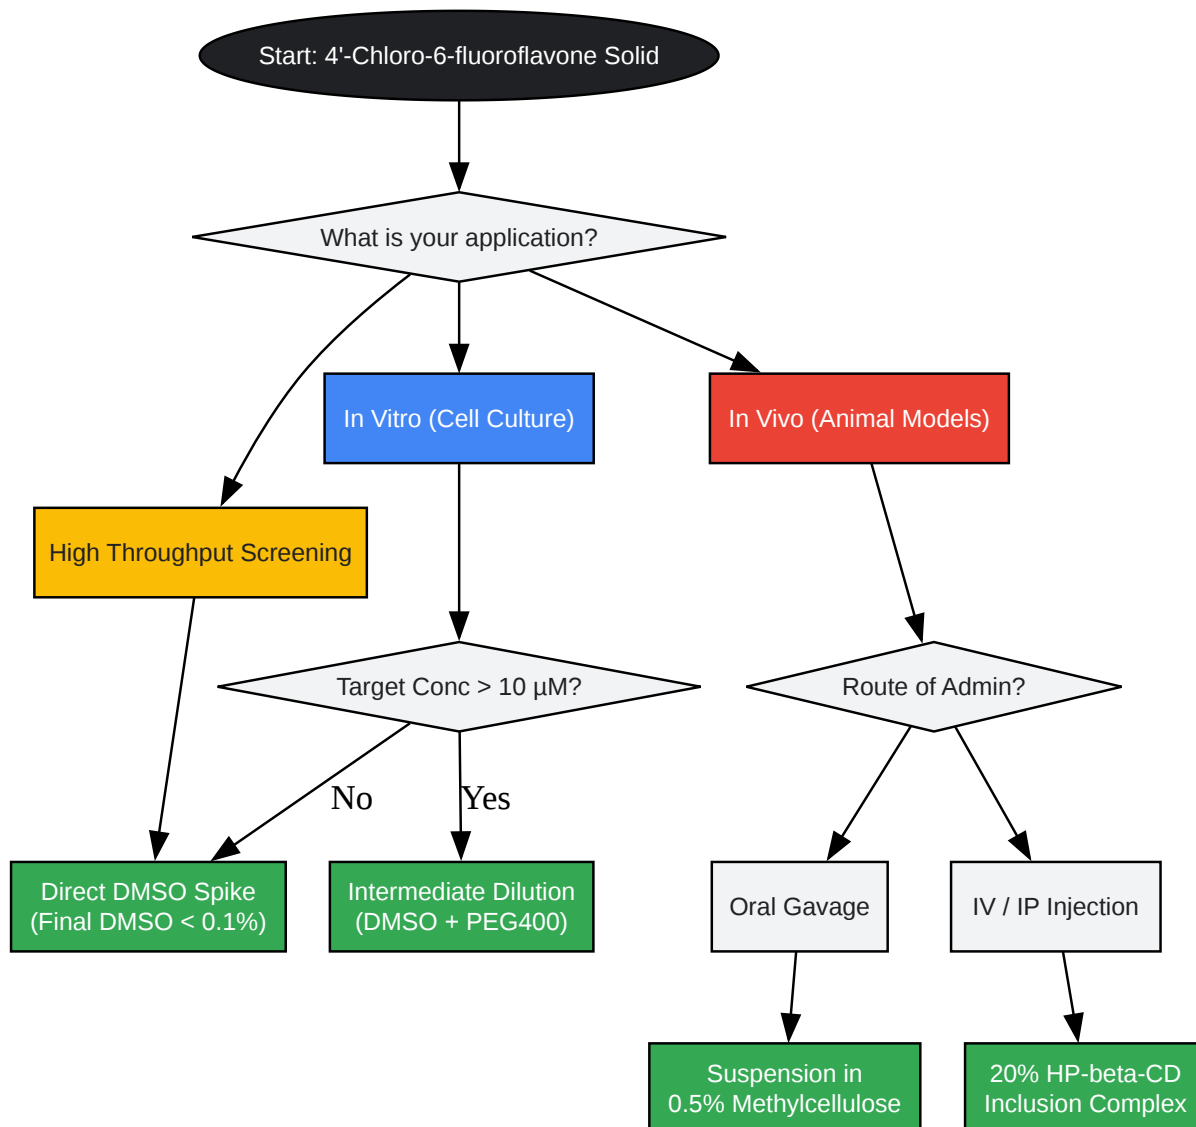 Start: 4'-Chloro-6-fluoroflavone Solid
What is your application?
In Vitro (Cell Culture)
In Vivo (Animal Models)
High Throughput Screening
Target Conc > 10 µM?
Route of Admin?
No
Yes
Direct DMSO Spike
(Final DMSO < 0.1%)
Intermediate Dilution
(DMSO + PEG400)
Oral Gavage
IV / IP Injection
Suspension in
0.5% Methylcellulose
20% HP-beta-CD
Inclusion Complex